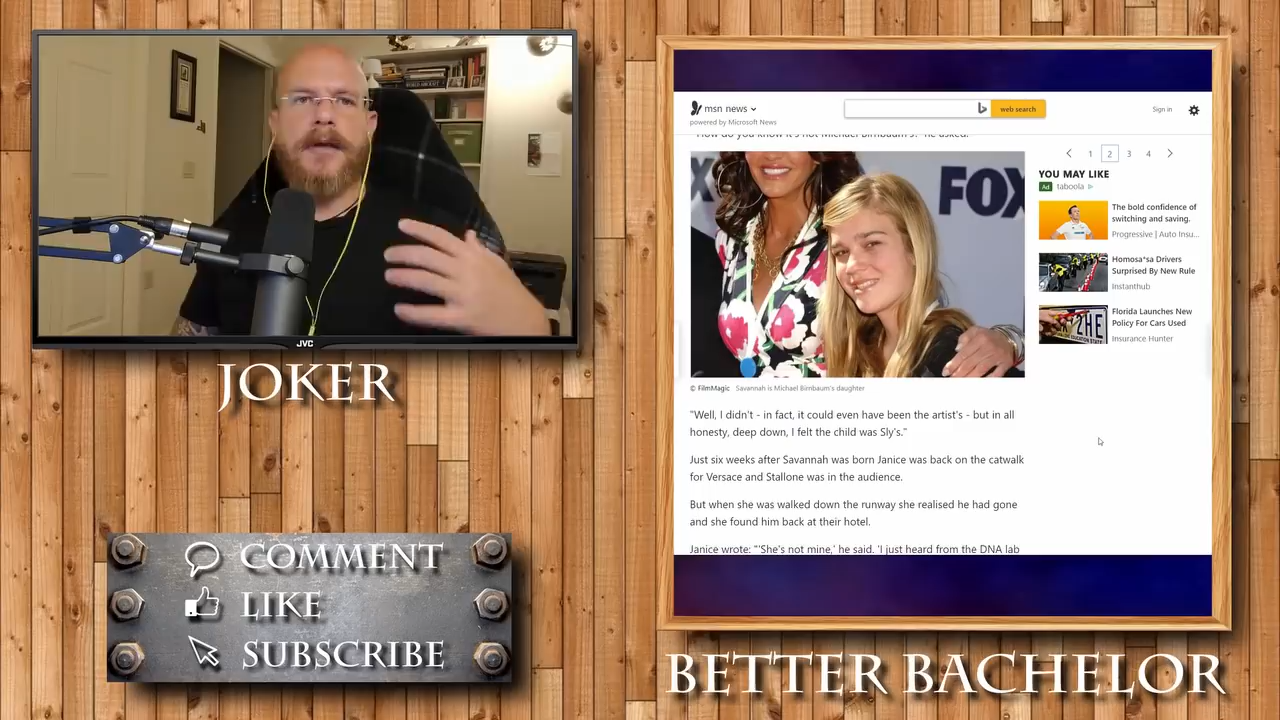 JVC
JOKER
COMMENT
LIKE
SUBSCRIBE
msn news
powered by Microsoft News
web search
Sign in
"How do you know it's not Michael Birnbaum's?" he asked.
FOX
© FilmMagic Savannah is Michael Birnbaum's daughter
"Well, I didn't - in fact, it could even have been the artist's - but in all
honesty, deep down, I felt the child was Sly's."
Just six weeks after Savannah was born Janice was back on the catwalk
for Versace and Stallone was in the audience.
But when she was walked down the runway she realised he had gone
and she found him back at their hotel.
Janice wrote: "'She's not mine,' he said. 'I just heard from the DNA lab
1 2 3 4
YOU MAY LIKE
Ad taboola
The bold confidence of
switching and saving.
Progressive | Auto Insu...
Homosa*sa Drivers
Surprised By New Rule
Instanthub
Florida Launches New
Policy For Cars Used
Insurance Hunter
BETTER BACHELOR